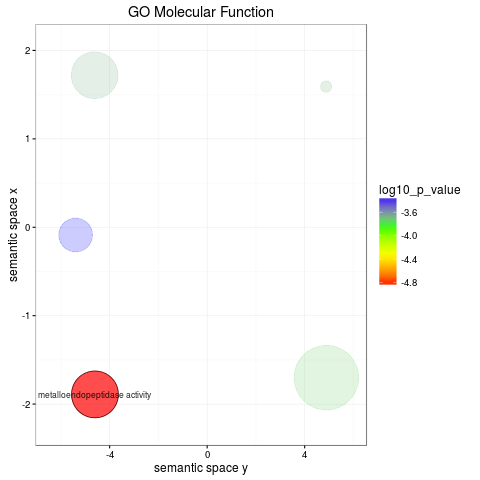 GO Molecular Function
2
1
0
-1
-2
semantic space x
metalloendopeptidase activity
-4
0
4
semantic space y
log10_p_value
-3.6
-4.0
-4.4
-4.8